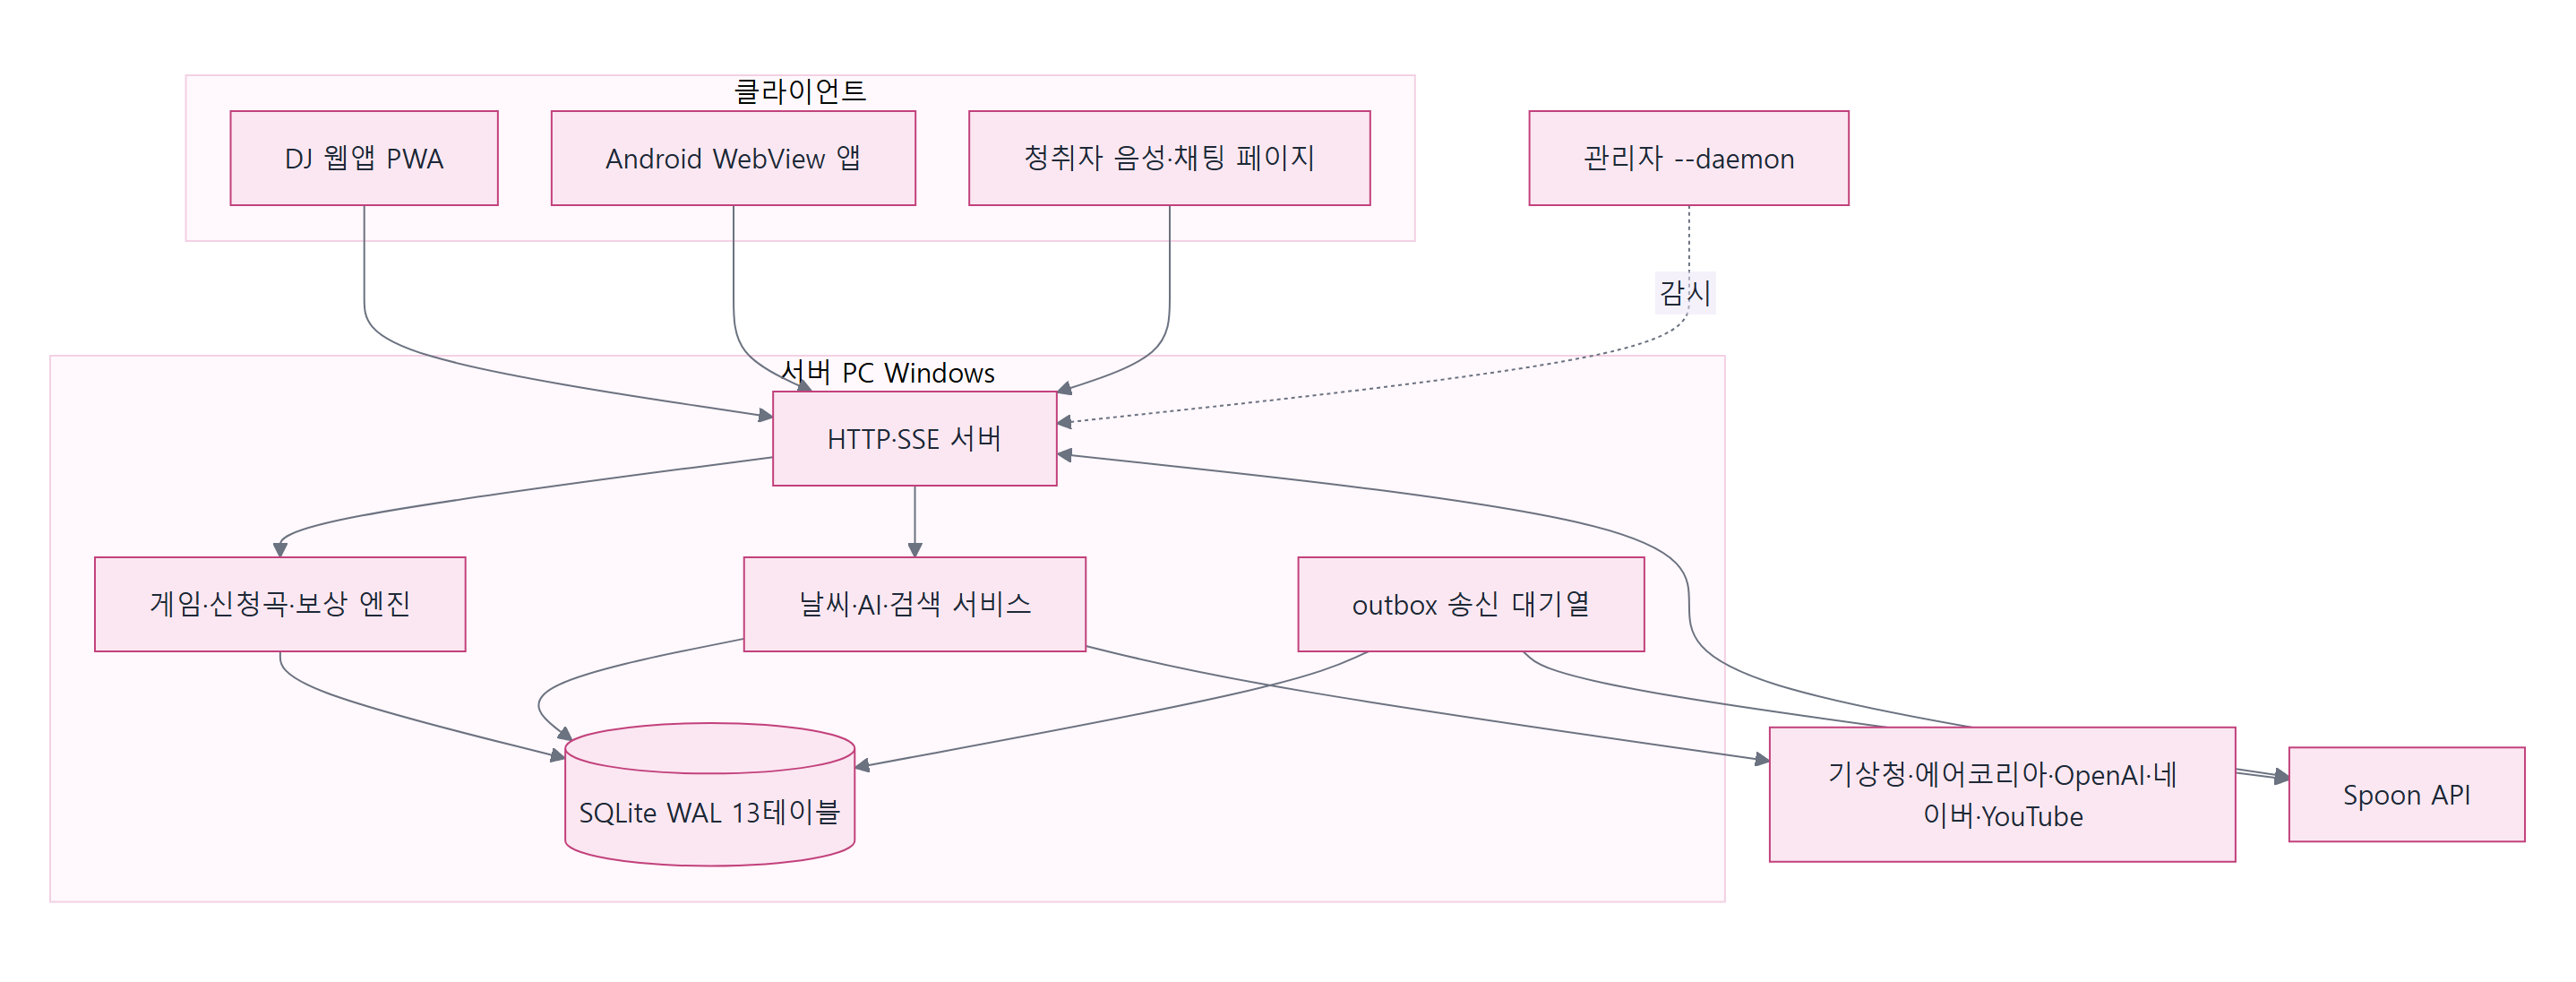 클라이언트
DJ 웹앱 PWA
Android WebView 앱
청취자 음성·채팅 페이지
관리자 --daemon
감시
서버 PC Windows
HTTP·SSE 서버
게임·신청곡·보상 엔진
날씨·AI·검색 서비스
outbox 송신 대기열
SQLite WAL 13테이블
기상청·에어코리아·OpenAI·네
이버·YouTube
Spoon API